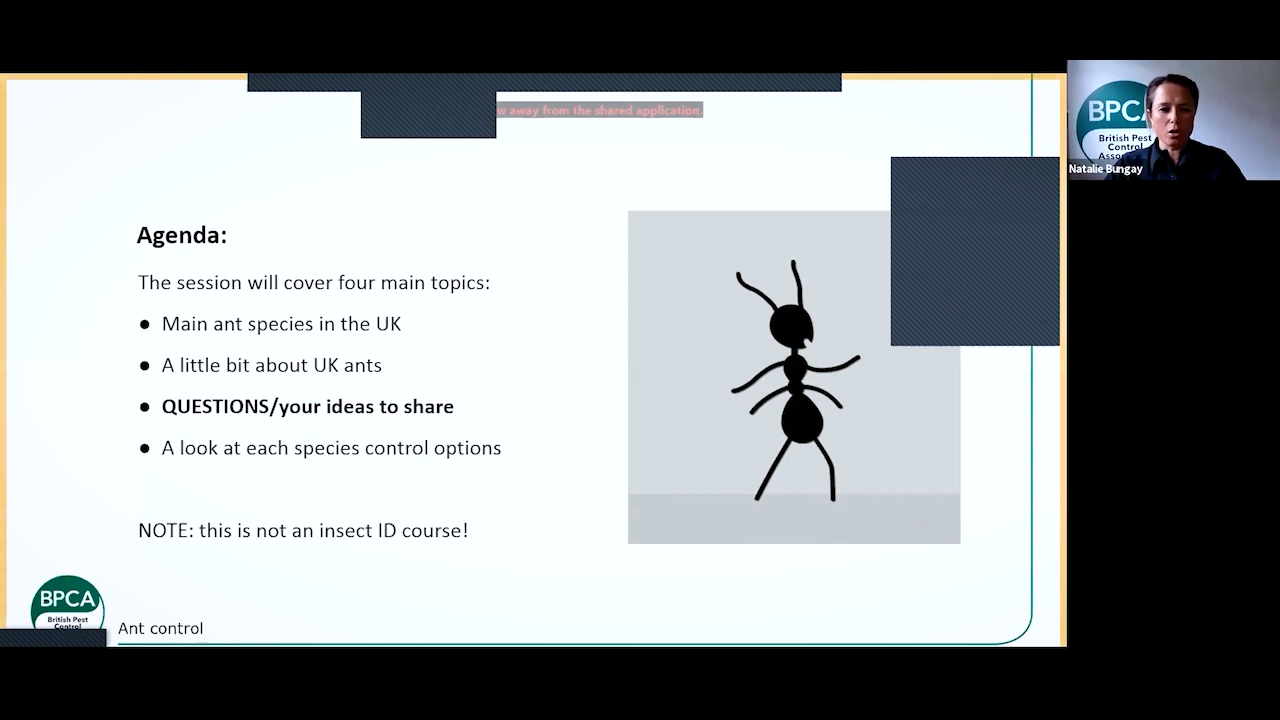 w away from the shared application.
BPCA
British Pest
Control
Natalie Bungay
Agenda:
The session will cover four main topics:
● Main ant species in the UK
● A little bit about UK ants
● QUESTIONS/your ideas to share
● A look at each species control options
NOTE: this is not an insect ID course!
BPCA
British Pest
Control
Ant control